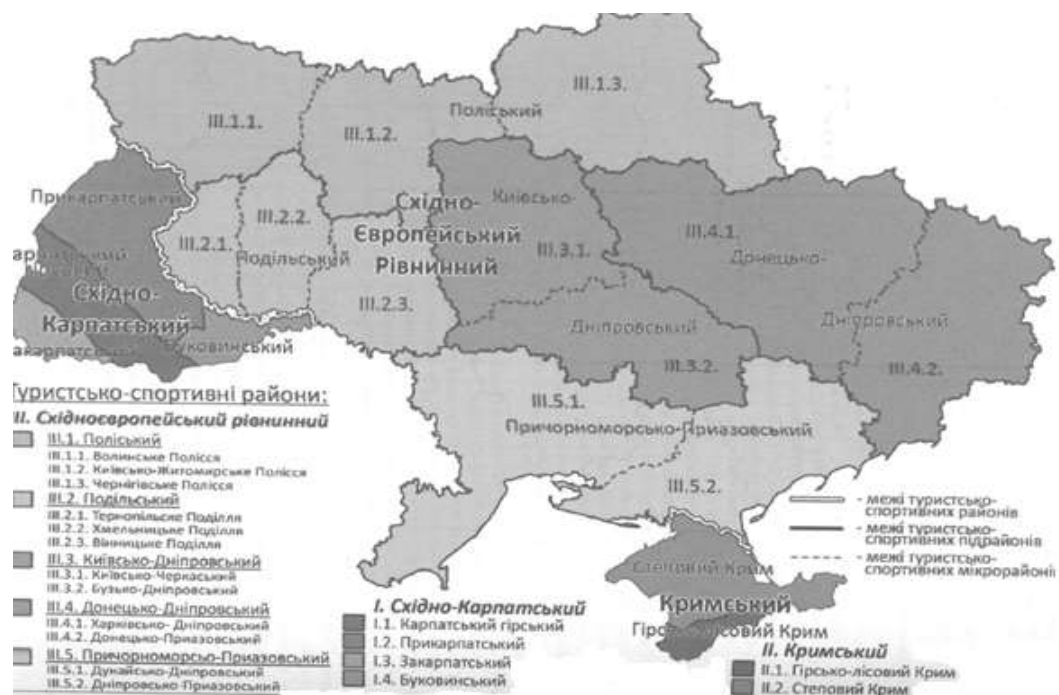 III.1.3.
III.1.1.
III.1.2.
Поліський
Прикарпатський
III.2.1.
III.2.2.
Подільський
Східно-
Європейський
Рівнинний
Київсько-
III.3.1.
III.4.1.
Донецько-
Східно-
Карпатський
Буковинський
III.2.3.
Дніпровський
III.3.2.
Дніпровський
III.4.2.
III.5.1.
Причорноморсько-Приазовський
III.5.2.
Степовий Крим
Кримський
Гірсько-лісовий Крим
Туристсько-спортивні райони:
III. Східноєвропейський рівнинний
III.1. Поліський
III.1.1. Волинське Полісся
III.1.2. Київсько-Житомирське Полісся
III.1.3. Чернігівське Полісся
III.2. Подільський
III.2.1. Тернопільске Поділля
III.2.2. Хмельницьке Поділля
III.2.3. Вінницьке Поділля
III.3. Київсько-Дніпровський
III.3.1. Київсько-Черкаський
III.3.2. Бузько-Дніпровський
III.4. Донецько-Дніпровський
III.4.1. Харківсько- Дніпровський
III.4.2. Донецько-Приазовський
III.5. Причорноморсьо-Приазовський
III.5.1. Дунайсько-Дніпровський
III.5.2. Дніпровсько-Приазовський
I. Східно-Карпатський
I.1. Карпатський гірський
I.2. Прикарпатський
I.3. Закарпатський
I.4. Буковинський
II. Кримський
II.1. Гірсько-лісовий Крим
II.2. Степовий Крим
- межі туристсько-
спортивних районів
- межі туристсько-
спортивних підрайонів
- межі туристсько-
спортивних мікрорайоні